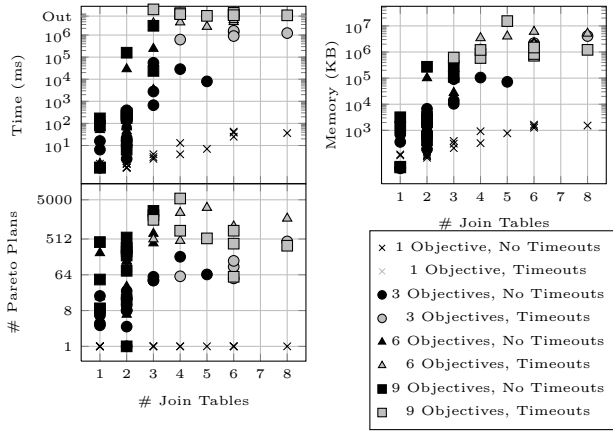 Out
10^6
10^5
10^4
10^3
10^2
10^1
Time (ms)
10^7
10^6
10^5
10^4
10^3
Memory (KB)
1 2 3 4 5 6 7 8
# Join Tables
5000
512
64
8
1
# Pareto Plans
1 2 3 4 5 6 7 8
# Join Tables
1 Objective, No Timeouts
1 Objective, Timeouts
3 Objectives, No Timeouts
3 Objectives, Timeouts
6 Objectives, No Timeouts
6 Objectives, Timeouts
9 Objectives, No Timeouts
9 Objectives, Timeouts